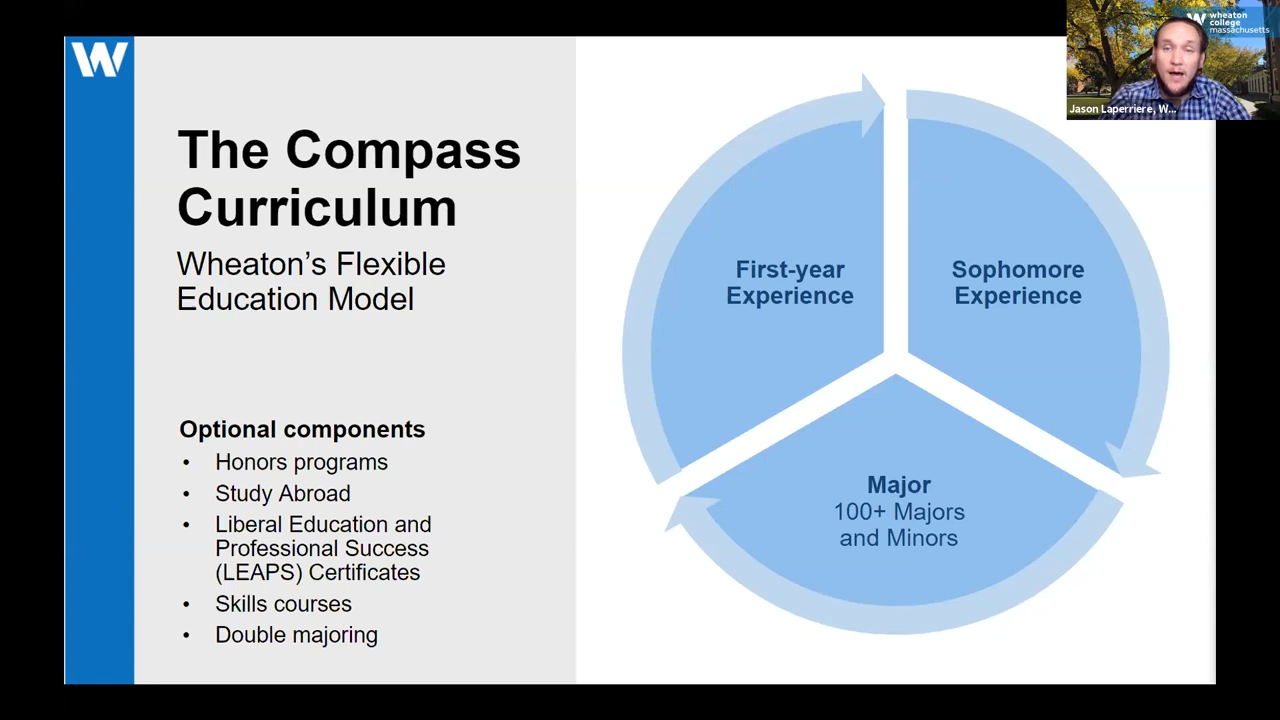 W
The Compass
Curriculum
Wheaton’s Flexible
Education Model
Optional components
• Honors programs
• Study Abroad
• Liberal Education and
Professional Success
(LEAPS) Certificates
• Skills courses
• Double majoring
First-year
Experience
Sophomore
Experience
Major
100+ Majors
and Minors
W wheaton
college
massachusetts
Jason Laperriere, W...